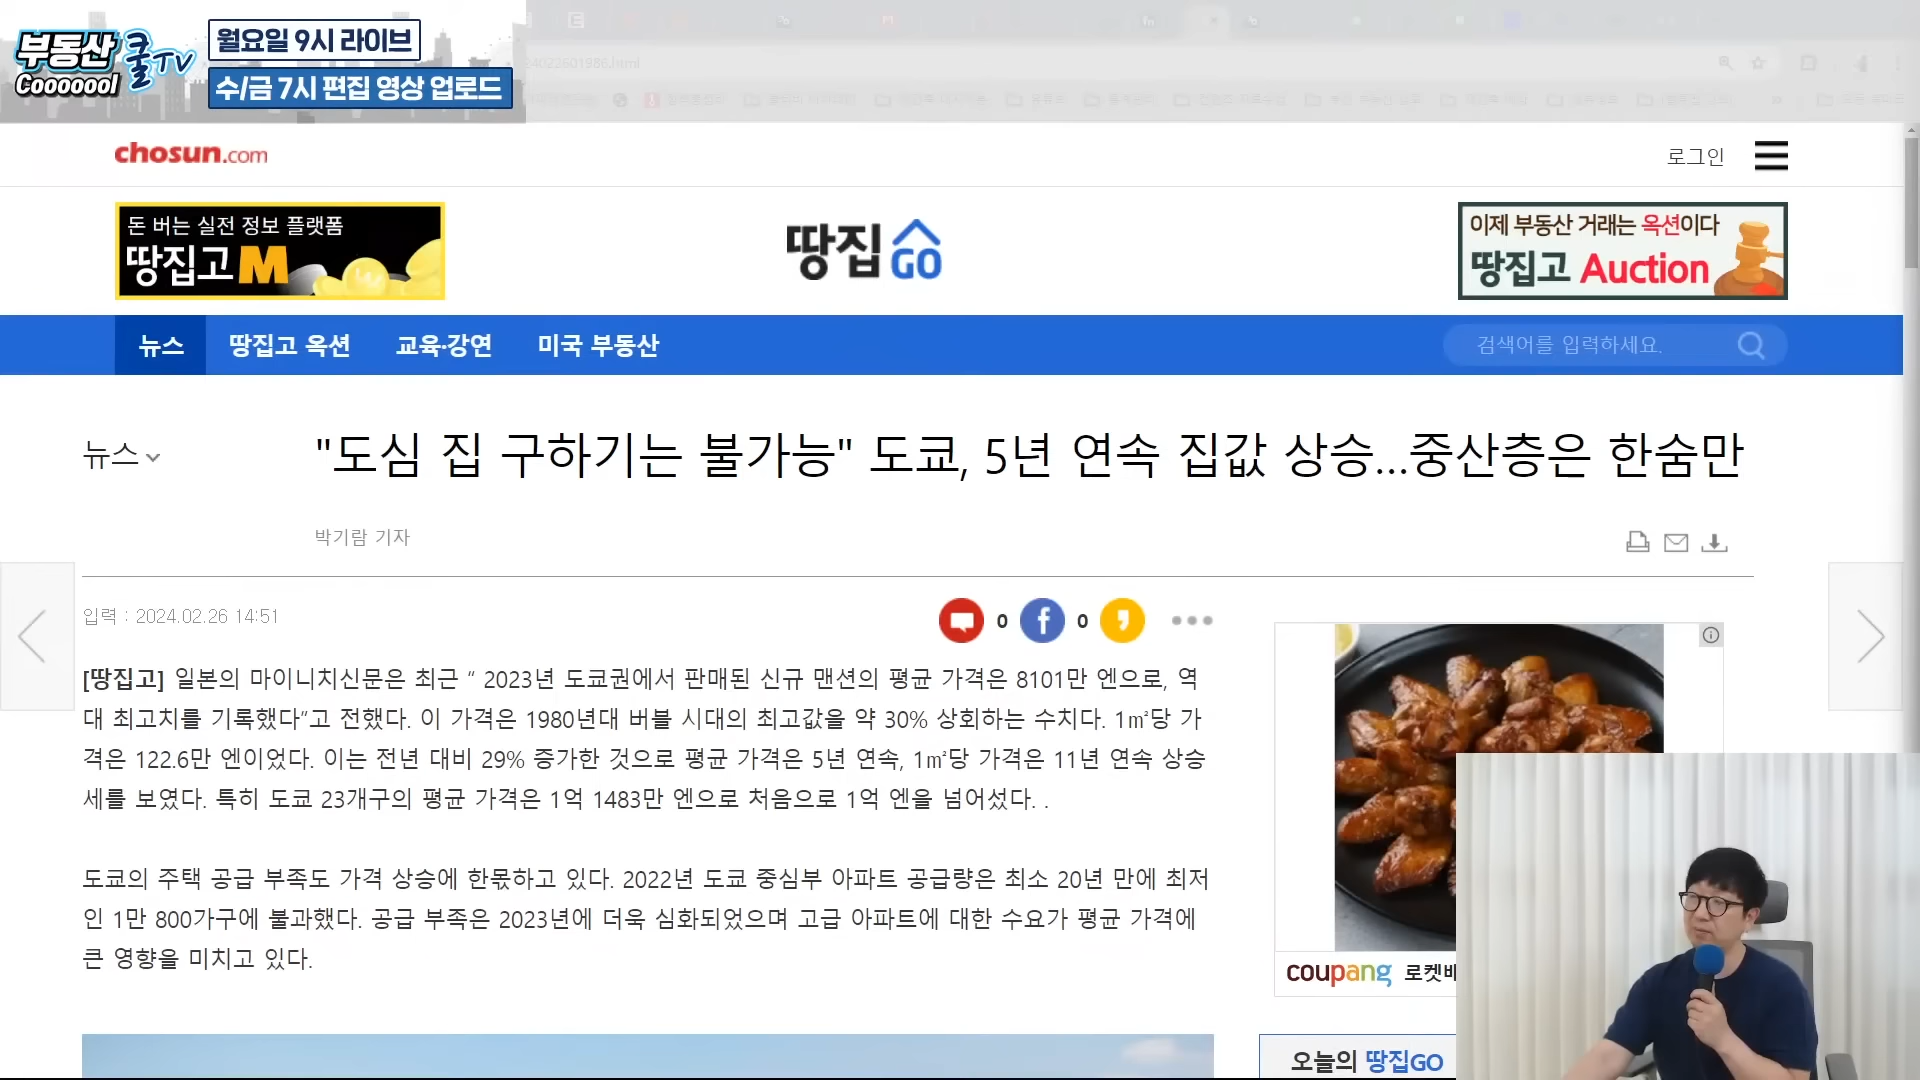 부동산
Cooooool
쿨TV
월요일 9시 라이브
수/금 7시 편집 영상 업로드
24022601986.html
chosun.com
로그인
돈 버는 실전 정보 플랫폼
땅집고M
땅집GO
이제 부동산 거래는 옥션이다
땅집고 Auction
뉴스
땅집고 옥션
교육·강연
미국 부동산
검색어를 입력하세요.
뉴스
"도심 집 구하기는 불가능" 도쿄, 5년 연속 집값 상승...중산층은 한숨만
박기람 기자
입력 : 2024.02.26 14:51
0
0
[땅집고] 일본의 마이니치신문은 최근 “ 2023년 도쿄권에서 판매된 신규 맨션의 평균 가격은 8101만 엔으로, 역
대 최고치를 기록했다”고 전했다. 이 가격은 1980년대 버블 시대의 최고값을 약 30% 상회하는 수치다. 1㎡당 가
격은 122.6만 엔이었다. 이는 전년 대비 29% 증가한 것으로 평균 가격은 5년 연속, 1㎡당 가격은 11년 연속 상승
세를 보였다. 특히 도쿄 23개구의 평균 가격은 1억 1483만 엔으로 처음으로 1억 엔을 넘어섰다. .
도쿄의 주택 공급 부족도 가격 상승에 한몫하고 있다. 2022년 도쿄 중심부 아파트 공급량은 최소 20년 만에 최저
인 1만 800가구에 불과했다. 공급 부족은 2023년에 더욱 심화되었으며 고급 아파트에 대한 수요가 평균 가격에
큰 영향을 미치고 있다.
coupang 로켓배
오늘의 땅집GO